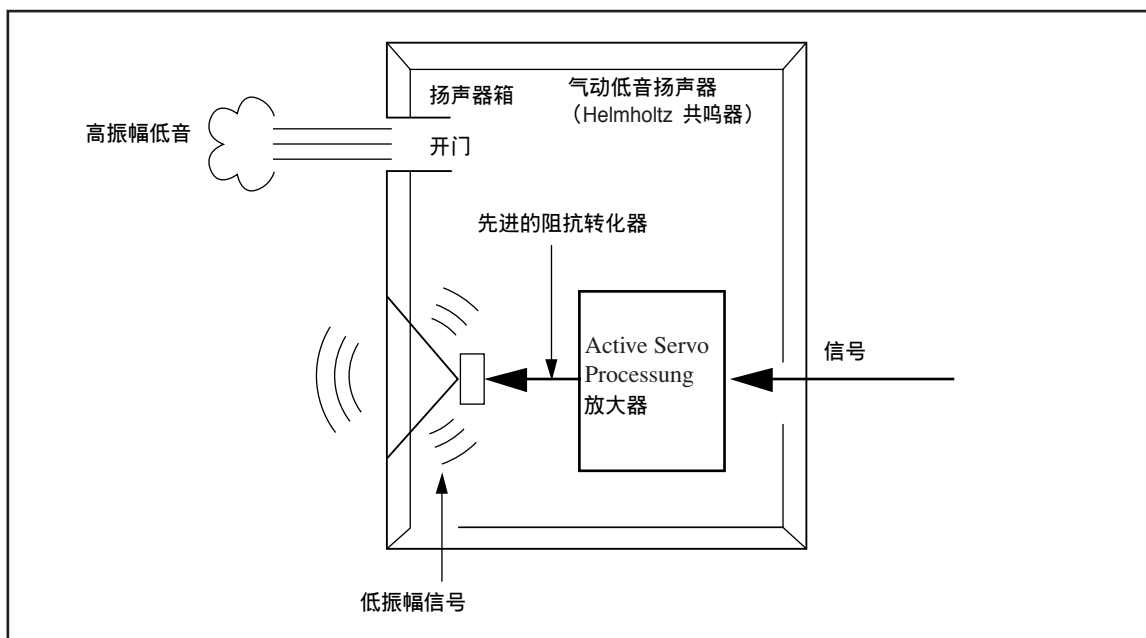 扬声器箱
气动低音扬声器
（Helmholtz 共鸣器）
高振幅低音
开门
先进的阻抗转化器
Active Servo
Processung
放大器
信号
低振幅信号